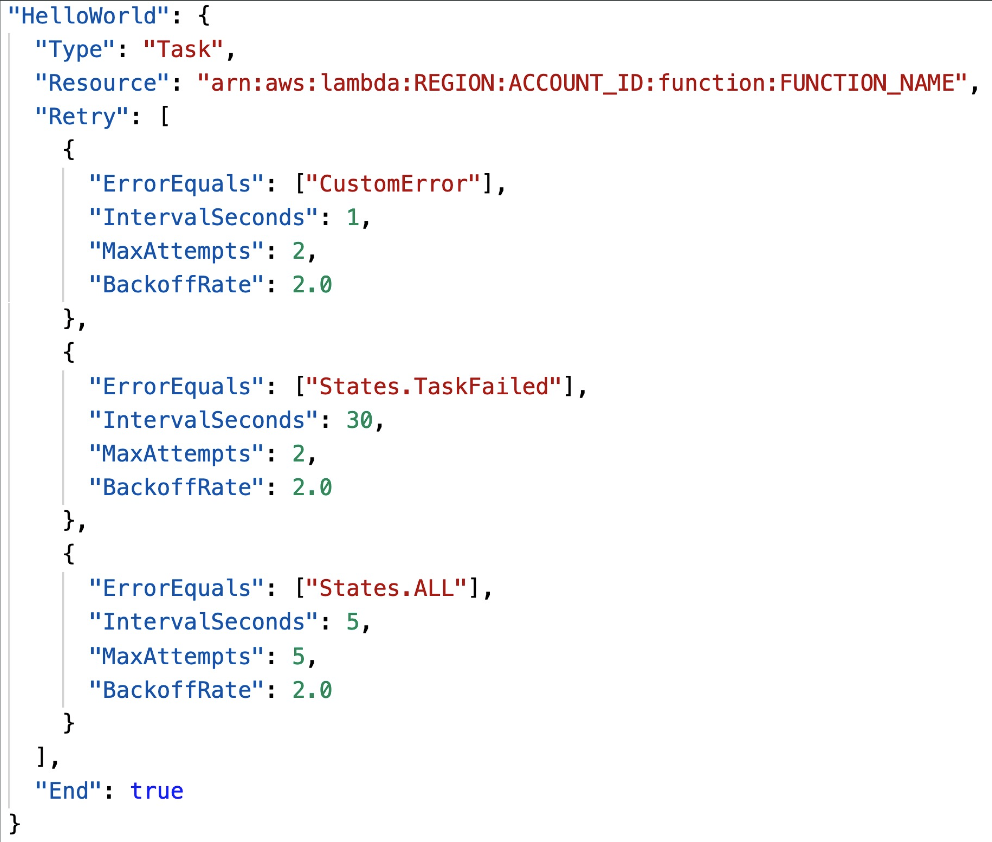 "HelloWorld": {
  "Type": "Task",
  "Resource": "arn:aws:lambda:REGION:ACCOUNT_ID:function:FUNCTION_NAME",
  "Retry": [
    {
      "ErrorEquals": ["CustomError"],
      "IntervalSeconds": 1,
      "MaxAttempts": 2,
      "BackoffRate": 2.0
    },
    {
      "ErrorEquals": ["States.TaskFailed"],
      "IntervalSeconds": 30,
      "MaxAttempts": 2,
      "BackoffRate": 2.0
    },
    {
      "ErrorEquals": ["States.ALL"],
      "IntervalSeconds": 5,
      "MaxAttempts": 5,
      "BackoffRate": 2.0
    }
  ],
  "End": true
}